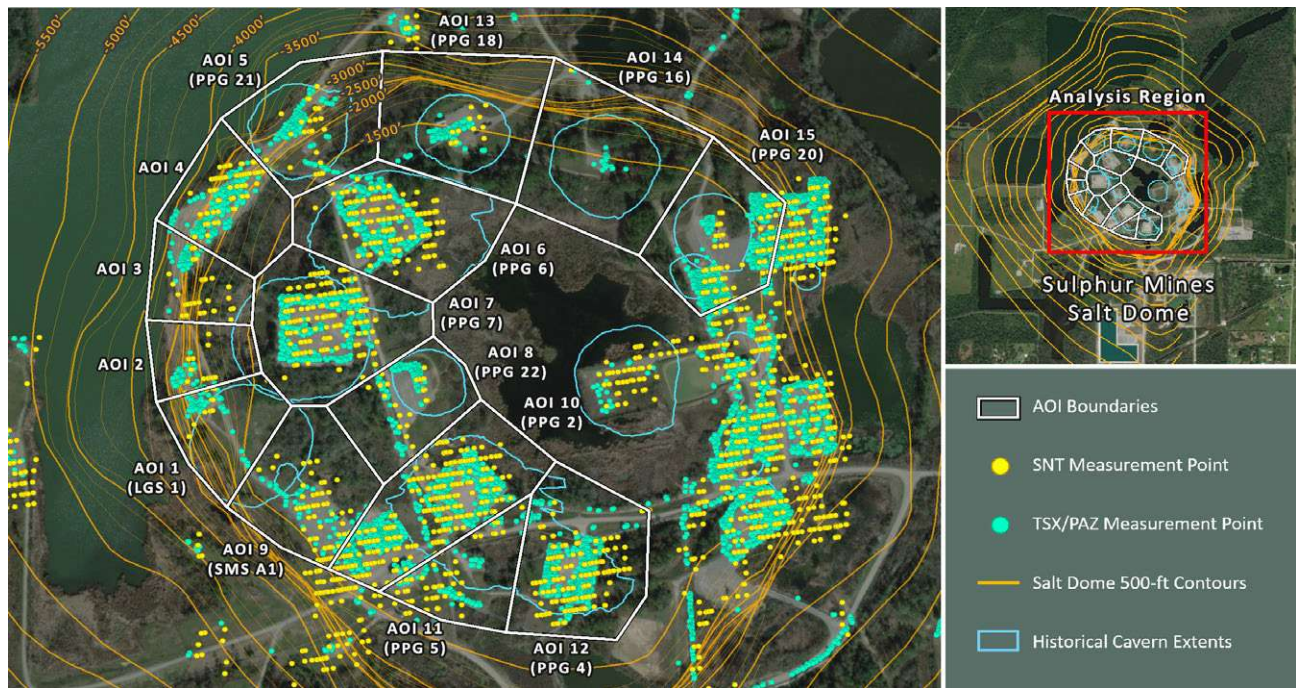 -5500'
-5000'
-4500'
-4000'
-3500'
-3000'
-2500'
-2000'
-1500'
AOI 13
(PPG 18)
AOI 14
(PPG 16)
AOI 5
(PPG 21)
AOI 15
(PPG 20)
AOI 4
AOI 3
AOI 6
(PPG 6)
AOI 7
(PPG 7)
AOI 2
AOI 8
(PPG 22)
AOI 10
(PPG 2)
AOI 1
(LGS 1)
AOI 9
(SMS A1)
AOI 11
(PPG 5)
AOI 12
(PPG 4)
Analysis Region
Sulphur Mines
Salt Dome
AOI Boundaries
SNT Measurement Point
TSX/PAZ Measurement Point
Salt Dome 500-ft Contours
Historical Cavern Extents